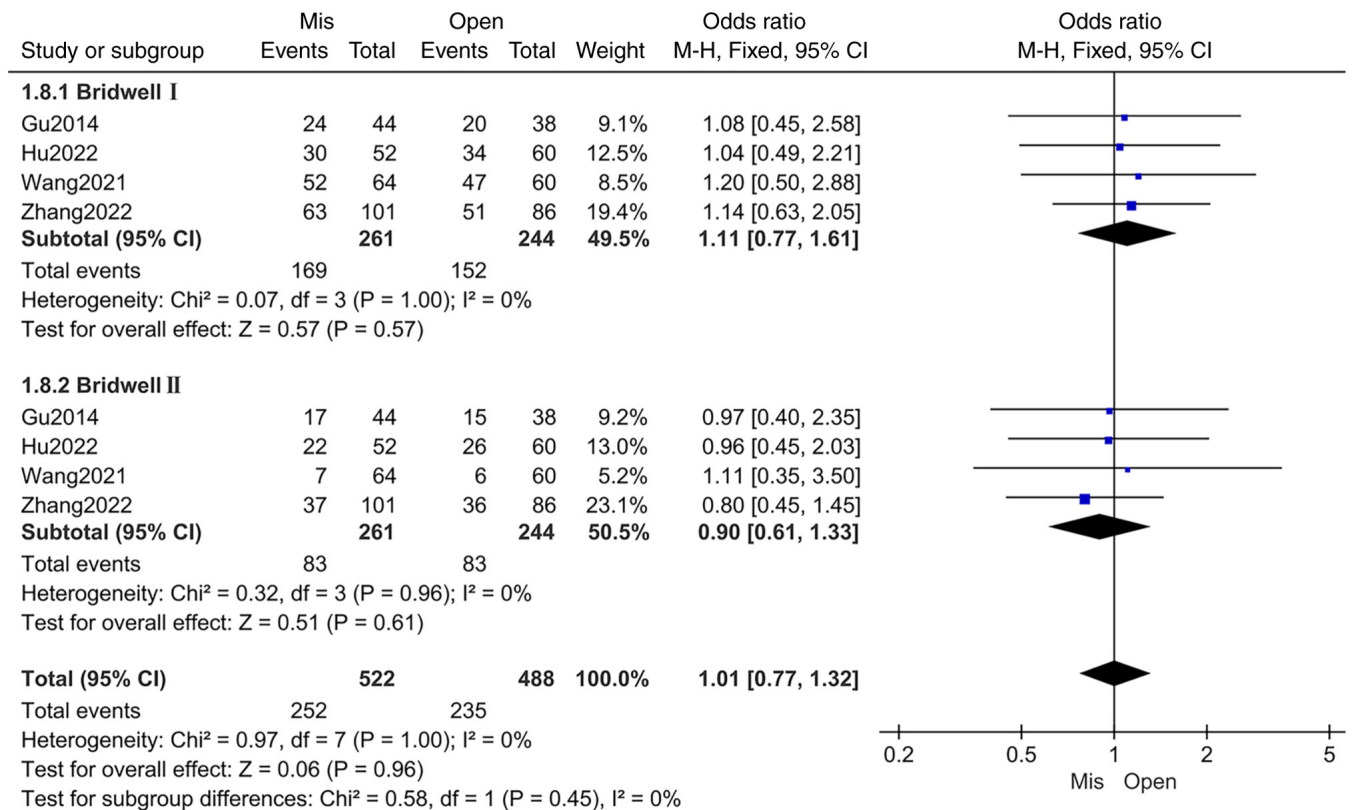 Mis Open Odds ratio Odds ratio
Study or subgroup Events Total Events Total Weight M-H, Fixed, 95% CI M-H, Fixed, 95% CI
1.8.1 Bridwell I
Gu2014 24 44 20 38 9.1% 1.08 [0.45, 2.58]
Hu2022 30 52 34 60 12.5% 1.04 [0.49, 2.21]
Wang2021 52 64 47 60 8.5% 1.20 [0.50, 2.88]
Zhang2022 63 101 51 86 19.4% 1.14 [0.63, 2.05]
Subtotal (95% CI) 261 244 49.5% 1.11 [0.77, 1.61]
Total events 169 152
Heterogeneity: Chi² = 0.07, df = 3 (P = 1.00); I² = 0%
Test for overall effect: Z = 0.57 (P = 0.57)
1.8.2 Bridwell II
Gu2014 17 44 15 38 9.2% 0.97 [0.40, 2.35]
Hu2022 22 52 26 60 13.0% 0.96 [0.45, 2.03]
Wang2021 7 64 6 60 5.2% 1.11 [0.35, 3.50]
Zhang2022 37 101 36 86 23.1% 0.80 [0.45, 1.45]
Subtotal (95% CI) 261 244 50.5% 0.90 [0.61, 1.33]
Total events 83 83
Heterogeneity: Chi² = 0.32, df = 3 (P = 0.96); I² = 0%
Test for overall effect: Z = 0.51 (P = 0.61)
Total (95% CI) 522 488 100.0% 1.01 [0.77, 1.32]
Total events 252 235
Heterogeneity: Chi² = 0.97, df = 7 (P = 1.00); I² = 0%
Test for overall effect: Z = 0.06 (P = 0.96)
Test for subgroup differences: Chi² = 0.58, df = 1 (P = 0.45), I² = 0%
0.2 0.5 1 2 5
Mis Open